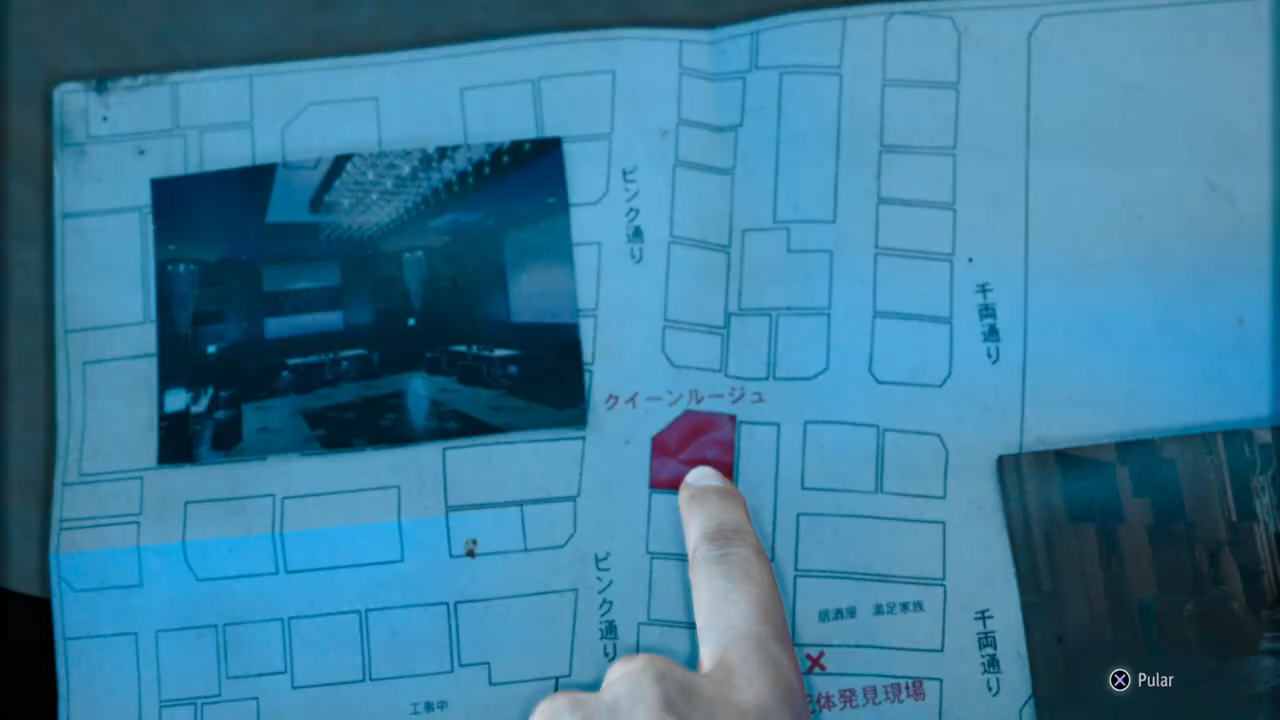 ピンク通り
千両通り
クイーンルージュ
ピンク通り
居酒屋 満足家族
千両通り
体発見現場
工事中
Pular